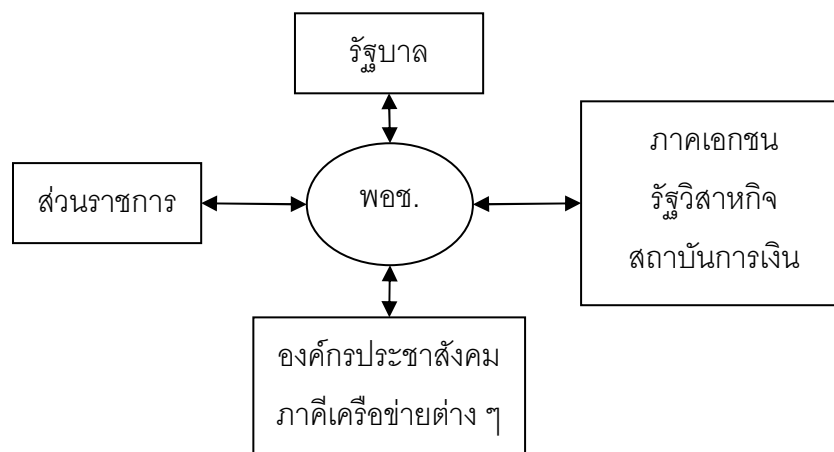 รัฐบาล
ส่วนราชการ
พอช.
ภาคเอกชน
รัฐวิสาหกิจ
สถาบันการเงิน
องค์กรประชาสังคม
ภาคีเครือข่ายต่าง ๆ